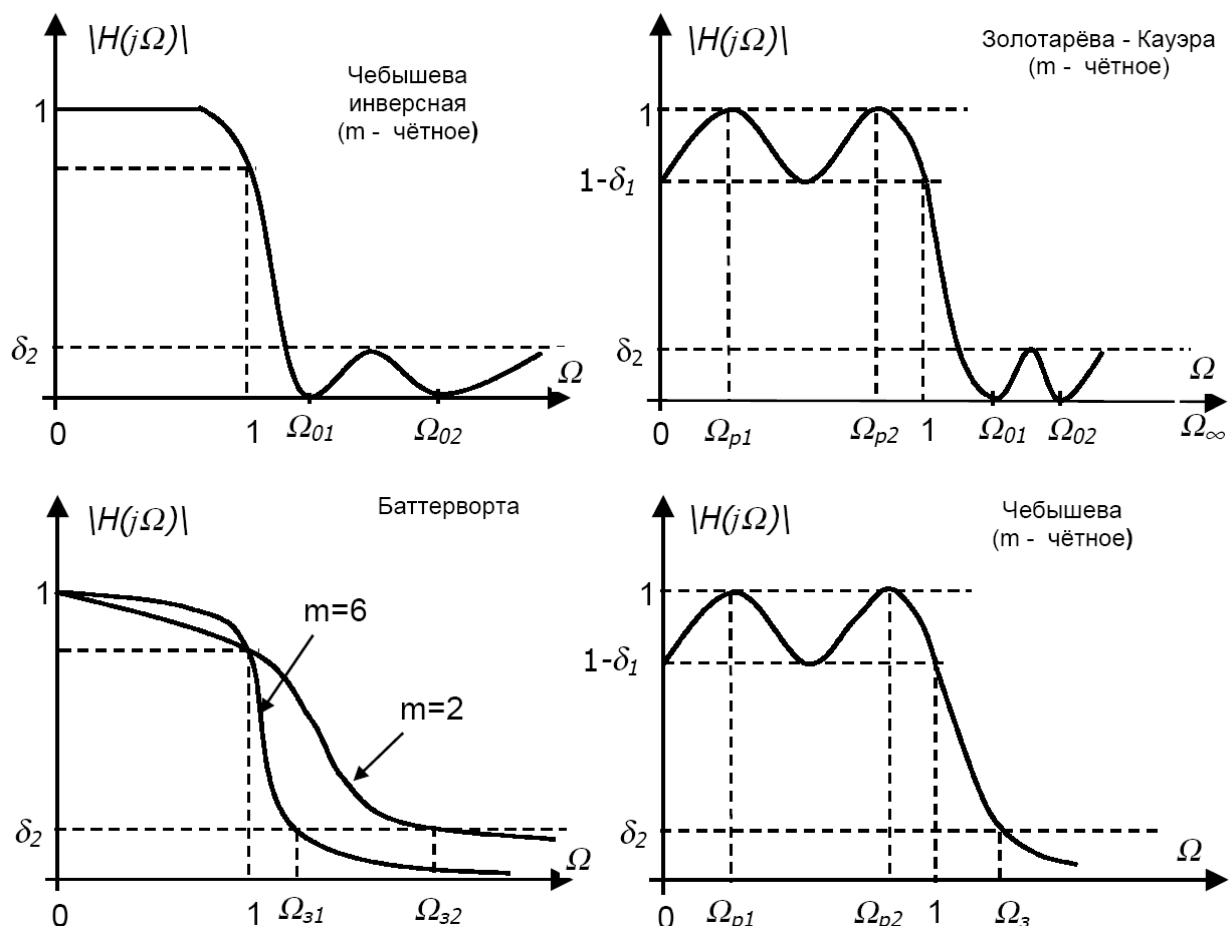 \H(jΩ)\
Чебышева
инверсная
(m - чётное)
1
δ2
Ω
0
1
Ω01
Ω02
\H(jΩ)\
Золотарёва - Кауэра
(m - чётное)
1
1-δ1
δ2
Ω
0
Ωp1
Ωp2
1
Ω01
Ω02
Ω∞
\H(jΩ)\
Баттерворта
1
m=6
m=2
δ2
Ω
0
1
Ωз1
Ωз2
\H(jΩ)\
Чебышева
(m - чётное)
1
1-δ1
δ2
Ω
0
Ωp1
Ωp2
1
Ωз